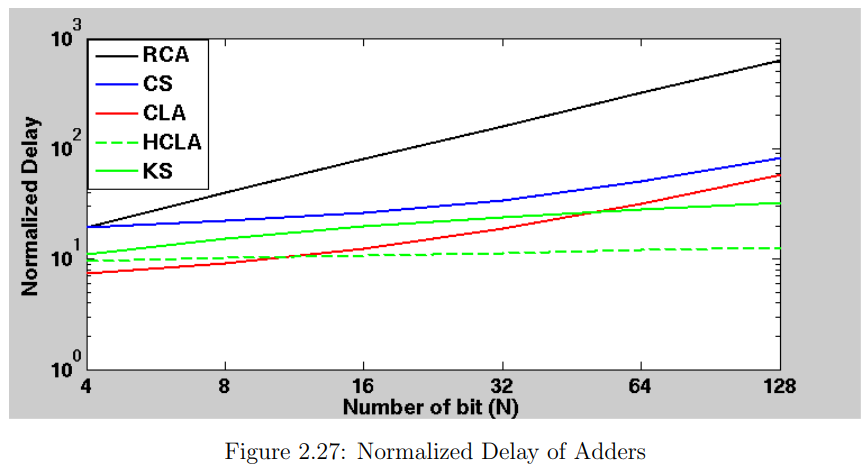 10^3
RCA
CS
CLA
HCLA
KS
10^2
10^1
10^0
Normalized Delay
4 8 16 32 64 128
Number of bit (N)
Figure 2.27: Normalized Delay of Adders